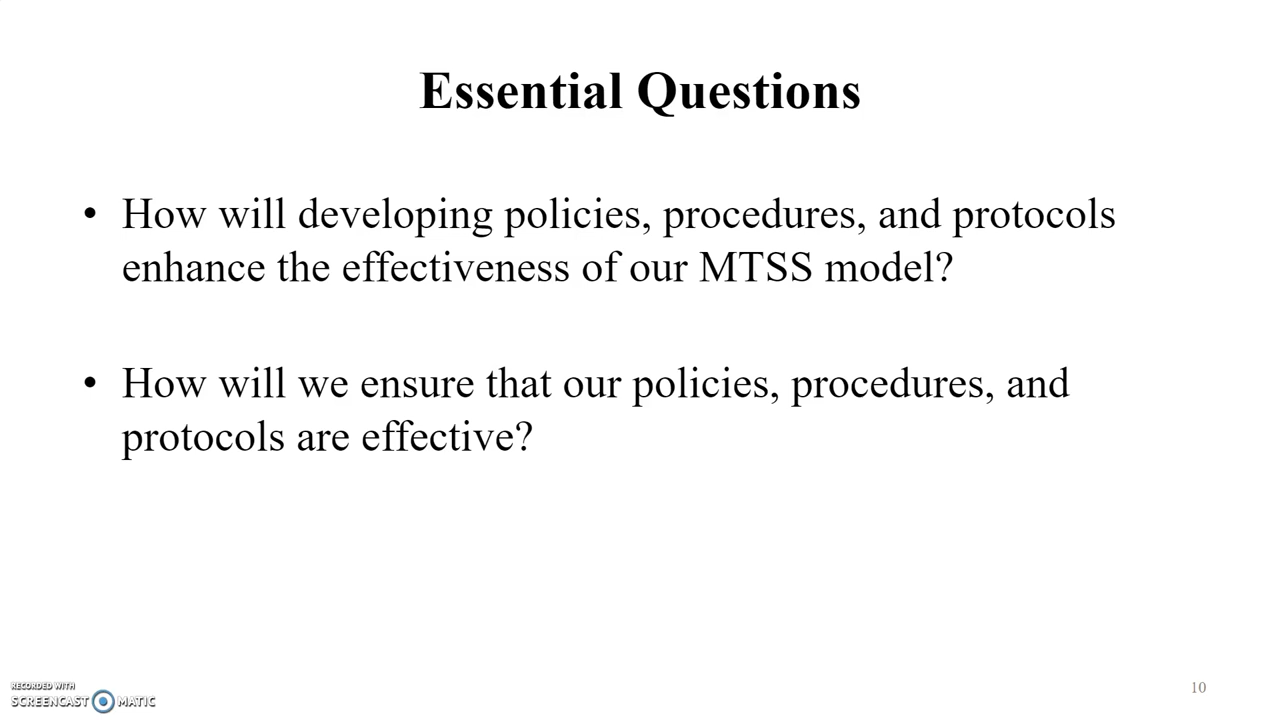 Essential Questions
• How will developing policies, procedures, and protocols
enhance the effectiveness of our MTSS model?
• How will we ensure that our policies, procedures, and
protocols are effective?
RECORDED WITH
SCREENCAST MATIC
10